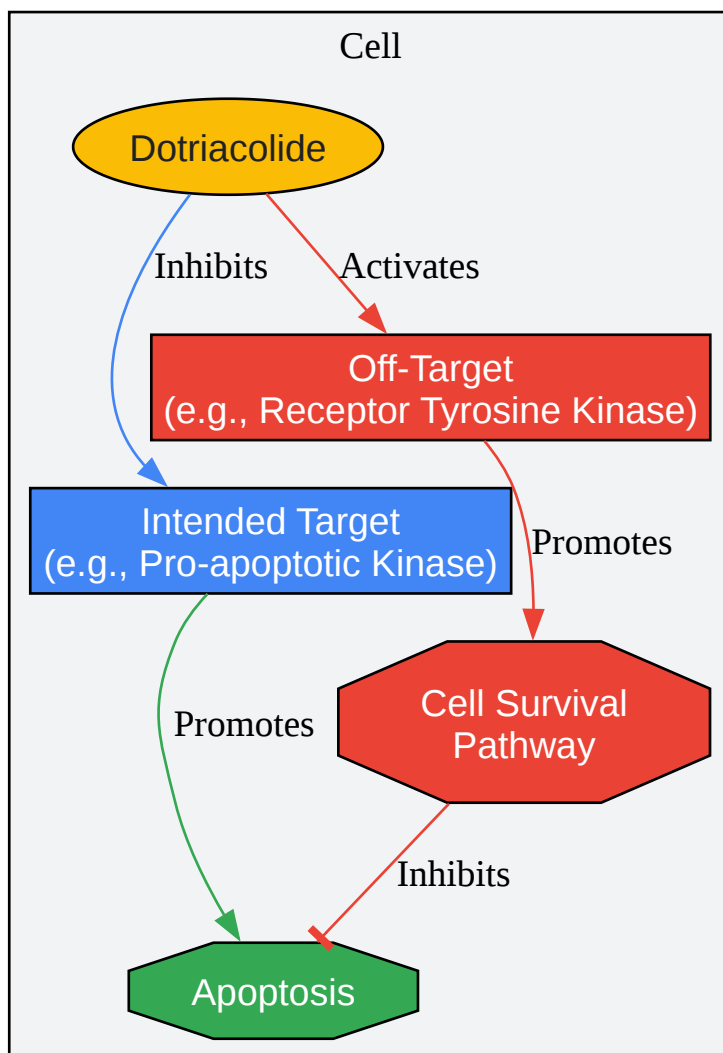 Cell
Dotriacolide
Inhibits
Activates
Off-Target
(e.g., Receptor Tyrosine Kinase)
Intended Target
(e.g., Pro-apoptotic Kinase)
Promotes
Cell Survival
Pathway
Promotes
Inhibits
Apoptosis